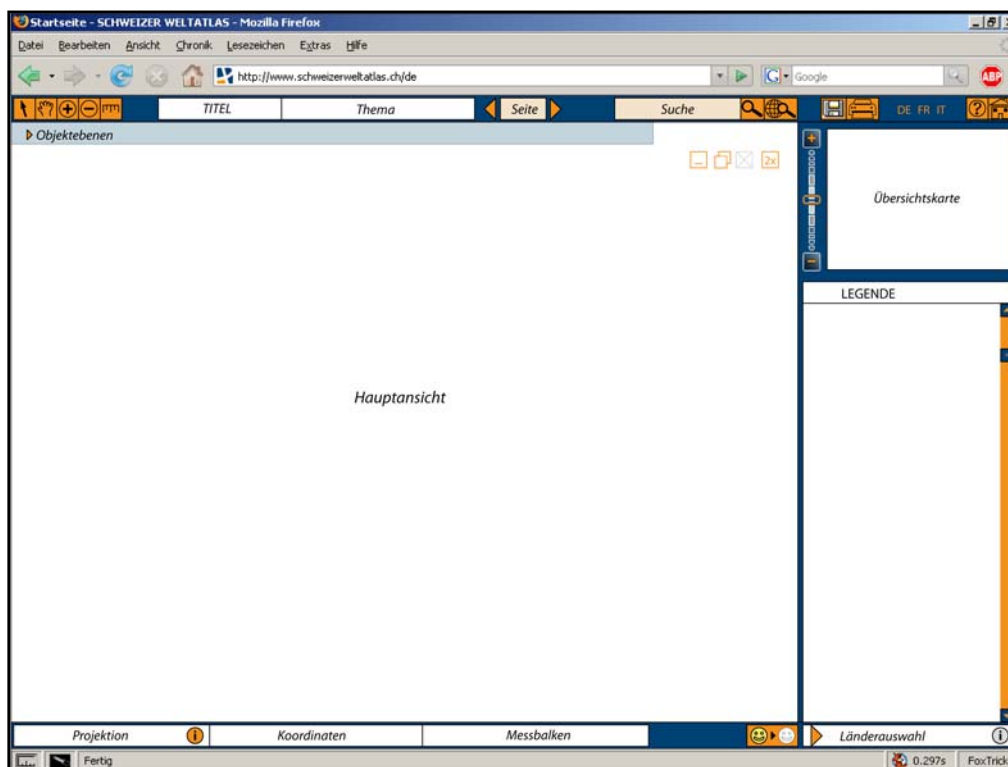 Startseite - SCHWEIZER WELTATLAS - Mozilla Firefox
Datei Bearbeiten Ansicht Chronik Lesezeichen Extras Hilfe
http://www.schweizerweltatlas.ch/de G Google ABP
TITEL Thema Seite Suche DE FR IT ?
Objektebenen
2x
Übersichtskarte
LEGENDE
Hauptansicht
Projektion i Koordinaten Messbalken Länderauswahl i
Fertig 0.297s FoxTrick